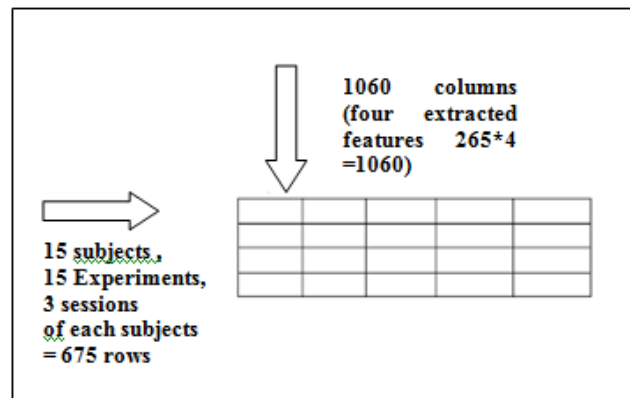 1060 columns
(four extracted
features 265*4
=1060)
15 subjects ,
15 Experiments,
3 sessions
of each subjects
= 675 rows